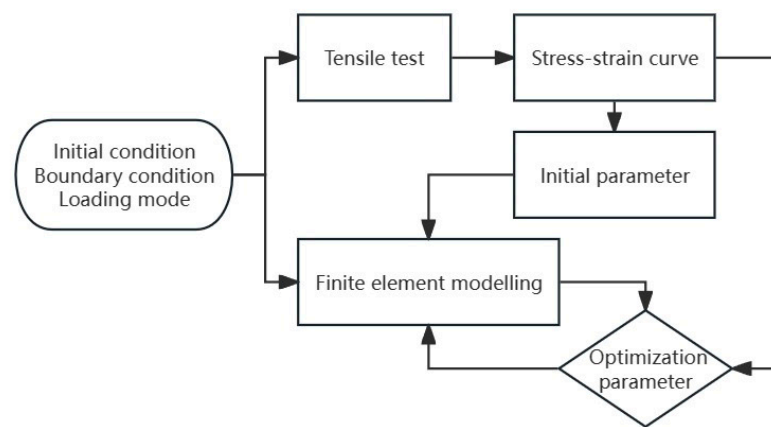 Tensile test
Stress-strain curve
Initial condition
Boundary condition
Loading mode
Initial parameter
Finite element modelling
Optimization
parameter